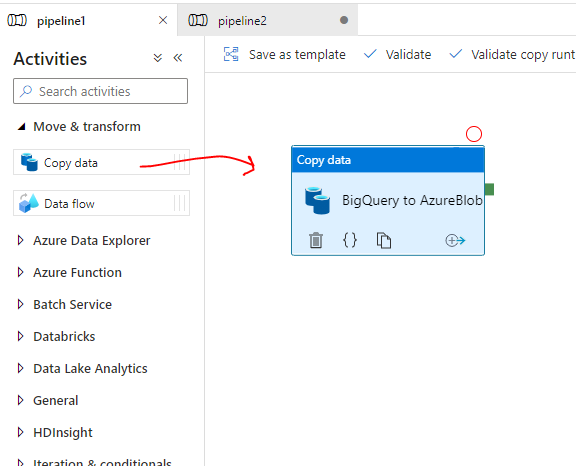 pipeline1
pipeline2
Activities
Save as template
Validate
Validate copy runt
Search activities
Move & transform
Copy data
Data flow
Copy data
BigQuery to AzureBlob
{}
Azure Data Explorer
Azure Function
Batch Service
Databricks
Data Lake Analytics
General
HDInsight
Iteration & conditionals